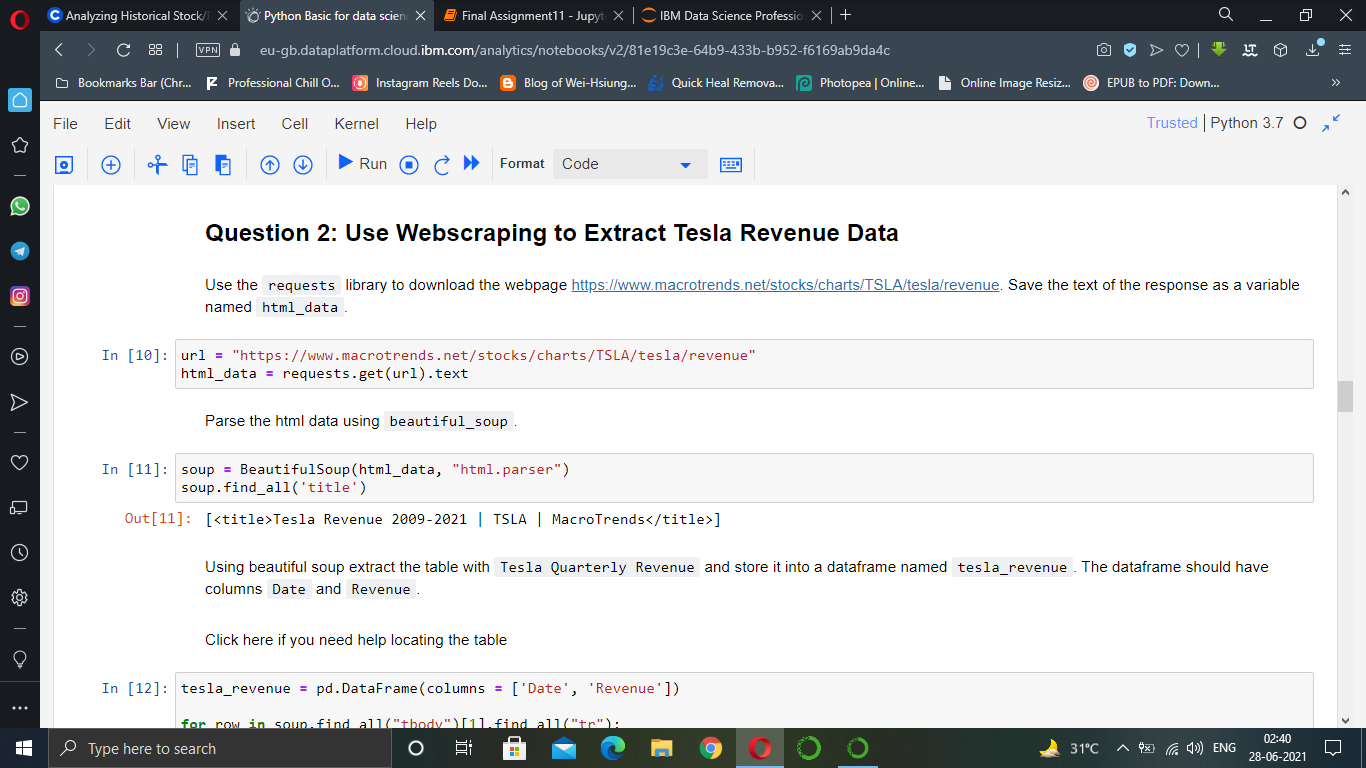 Analyzing Historical Stock/
Python Basic for data scien
Final Assignment11 - Jupyt
IBM Data Science Professio
VPN
eu-gb.dataplatform.cloud.ibm.com/analytics/notebooks/v2/81e19c3e-64b9-433b-b952-f6169ab9da4c
Bookmarks Bar (Chr...
Professional Chill O...
Instagram Reels Do...
Blog of Wei-Hsiung...
Quick Heal Remova...
Photopea | Online...
Online Image Resiz...
EPUB to PDF: Down...
File Edit View Insert Cell Kernel Help
Trusted | Python 3.7
Run
Format
Code
Question 2: Use Webscraping to Extract Tesla Revenue Data
Use the requests library to download the webpage https://www.macrotrends.net/stocks/charts/TSLA/tesla/revenue. Save the text of the response as a variable
named html_data.
In [10]: url = "https://www.macrotrends.net/stocks/charts/TSLA/tesla/revenue"
html_data = requests.get(url).text
Parse the html data using beautiful_soup.
In [11]: soup = BeautifulSoup(html_data, "html.parser")
soup.find_all('title')
Out[11]: [<title>Tesla Revenue 2009-2021 | TSLA | MacroTrends</title>]
Using beautiful soup extract the table with Tesla Quarterly Revenue and store it into a dataframe named tesla_revenue. The dataframe should have
columns Date and Revenue.
Click here if you need help locating the table
In [12]: tesla_revenue = pd.DataFrame(columns = ['Date', 'Revenue'])
for row in soup.find_all("tbody")[1].find_all("tr"):
Type here to search
31°C
ENG
02:40
28-06-2021